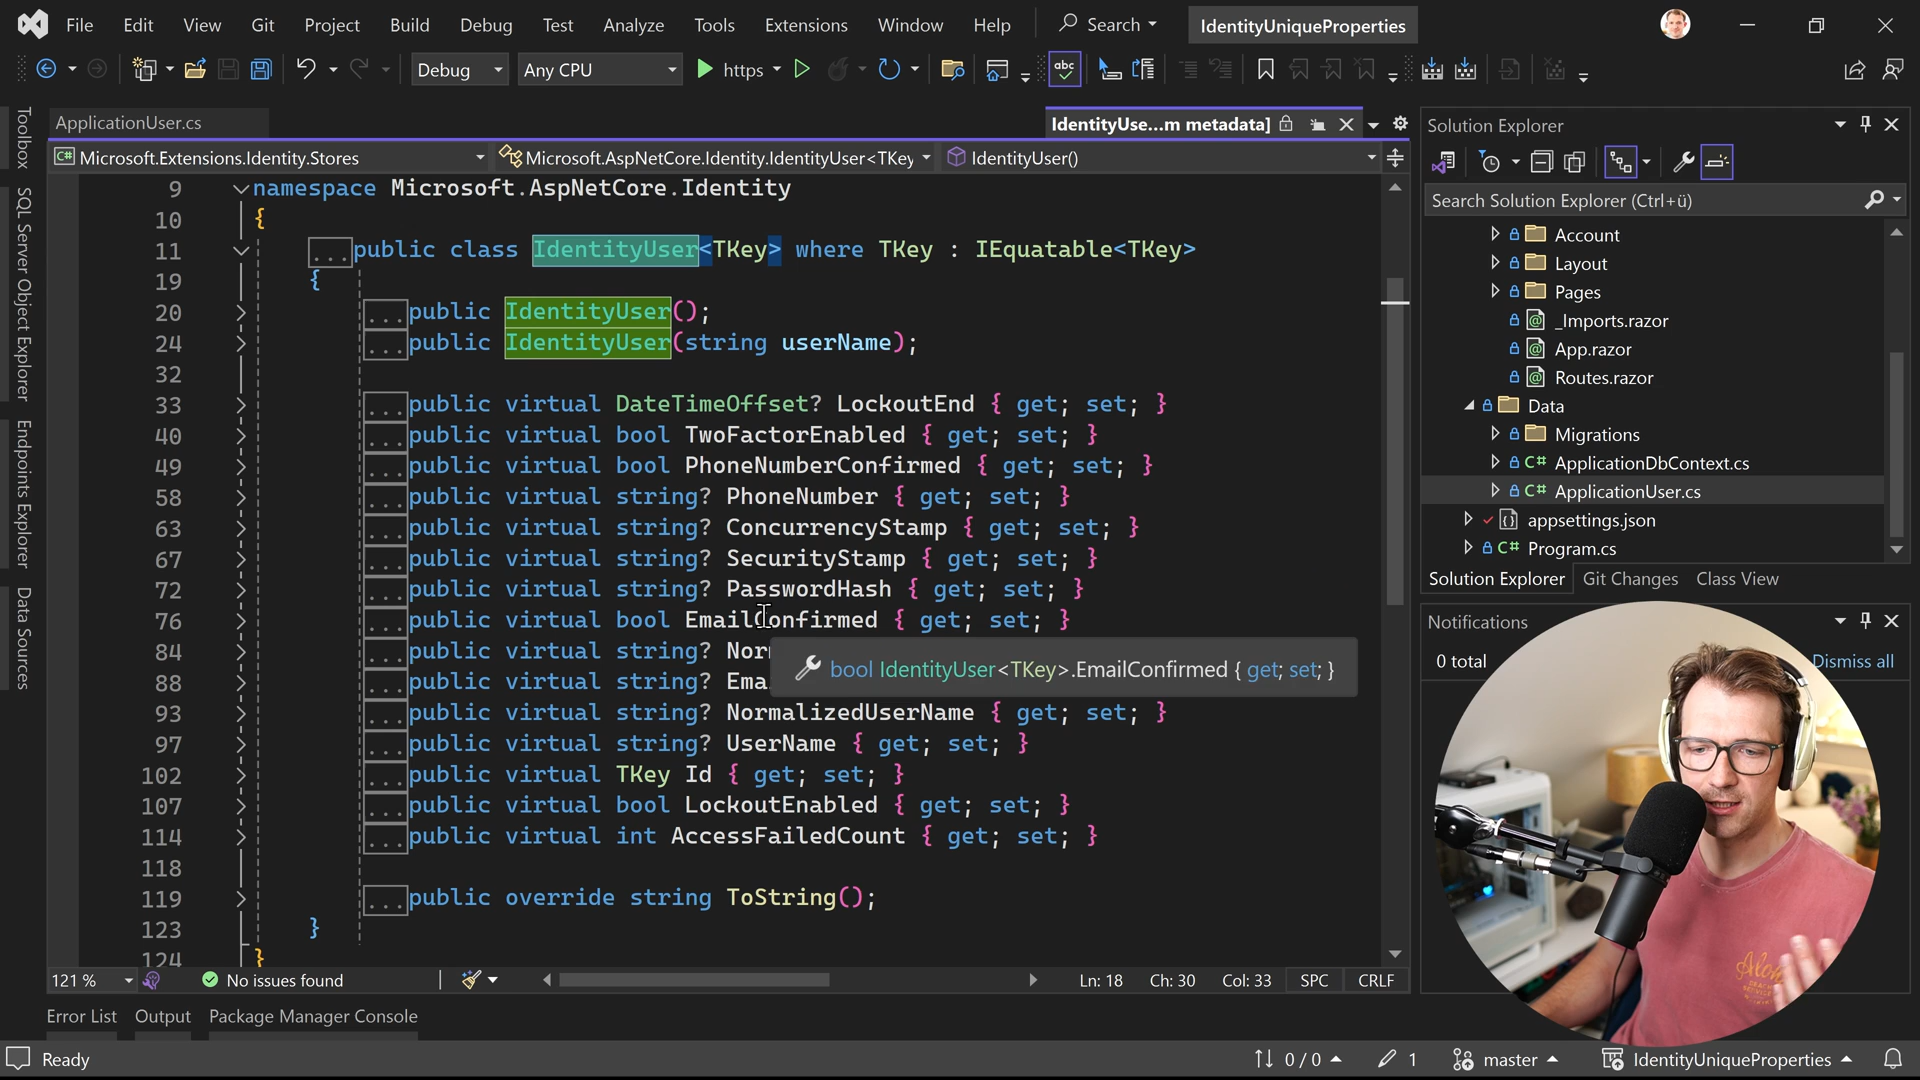 File Edit View Git Project Build Debug Test Analyze Tools Extensions Window Help Search IdentityUniqueProperties
Debug Any CPU https abc
ApplicationUser.cs IdentityUse...m metadata]
Microsoft.Extensions.Identity.Stores Microsoft.AspNetCore.Identity.IdentityUser<TKey IdentityUser()
9 namespace Microsoft.AspNetCore.Identity
10 {
11 ...public class IdentityUser<TKey> where TKey : IEquatable<TKey>
19 {
20 ...public IdentityUser();
24 ...public IdentityUser(string userName);
32
33 ...public virtual DateTimeOffset? LockoutEnd { get; set; }
40 ...public virtual bool TwoFactorEnabled { get; set; }
49 ...public virtual bool PhoneNumberConfirmed { get; set; }
58 ...public virtual string? PhoneNumber { get; set; }
63 ...public virtual string? ConcurrencyStamp { get; set; }
67 ...public virtual string? SecurityStamp { get; set; }
72 ...public virtual string? PasswordHash { get; set; }
76 ...public virtual bool EmailConfirmed { get; set; }
84 ...public virtual string? Nor
bool IdentityUser<TKey>.EmailConfirmed { get; set; }
88 ...public virtual string? Ema
93 ...public virtual string? NormalizedUserName { get; set; }
97 ...public virtual string? UserName { get; set; }
102 ...public virtual TKey Id { get; set; }
107 ...public virtual bool LockoutEnabled { get; set; }
114 ...public virtual int AccessFailedCount { get; set; }
118
119 ...public override string ToString();
123 }
124 }
121 % No issues found Ln: 18 Ch: 30 Col: 33 SPC CRLF
Error List Output Package Manager Console
Ready 0 / 0 1 master IdentityUniqueProperties
Toolbox
SQL Server Object Explorer
Endpoints Explorer
Data Sources
Solution Explorer
Search Solution Explorer (Ctrl+ü)
Account
Layout
Pages
_Imports.razor
App.razor
Routes.razor
Data
Migrations
C# ApplicationDbContext.cs
C# ApplicationUser.cs
appsettings.json
C# Program.cs
Solution Explorer Git Changes Class View
Notifications
0 total Dismiss all